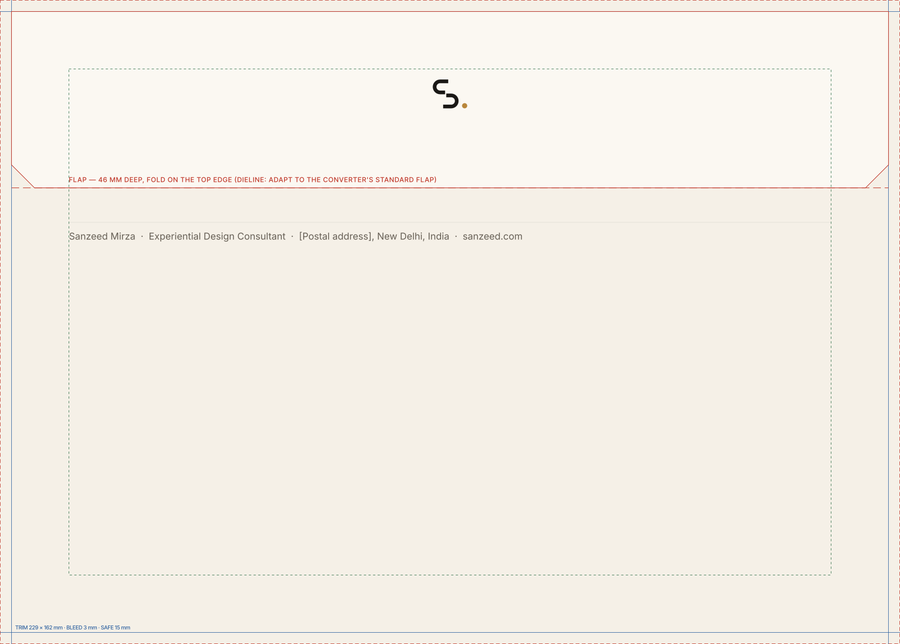 S.
FLAP — 46 MM DEEP, FOLD ON THE TOP EDGE (DIELINE: ADAPT TO THE CONVERTER'S STANDARD FLAP)
Sanzeed Mirza · Experiential Design Consultant · [Postal address], New Delhi, India · sanzeed.com
TRIM 229 × 162 mm · BLEED 3 mm · SAFE 15 mm